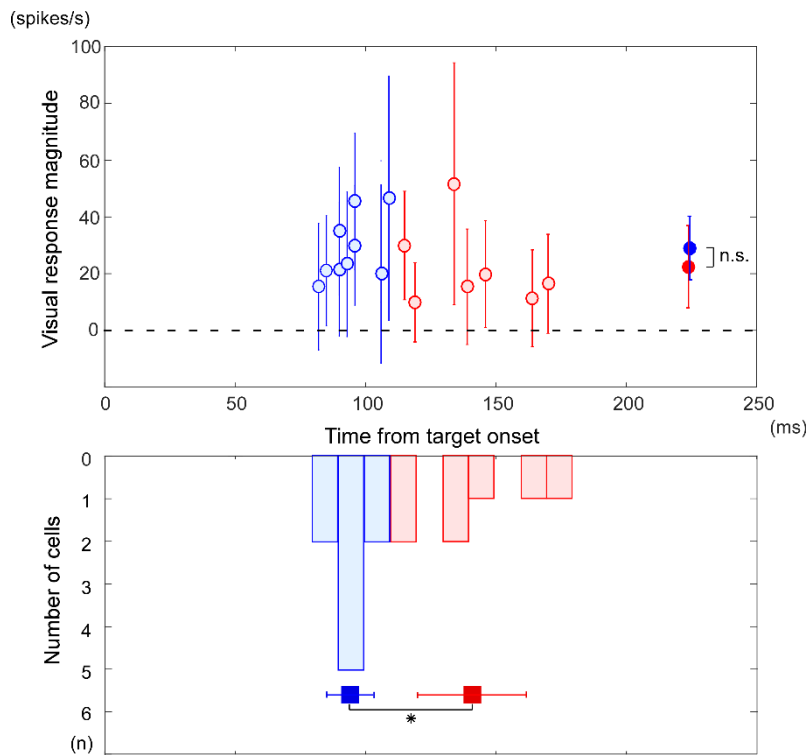 (spikes/s)
Visual response magnitude
100
80
60
40
20
0
n.s.
0 50 100 150 200 250
(ms)
Time from target onset
Number of cells
0
1
2
3
4
5
6
(n)
*